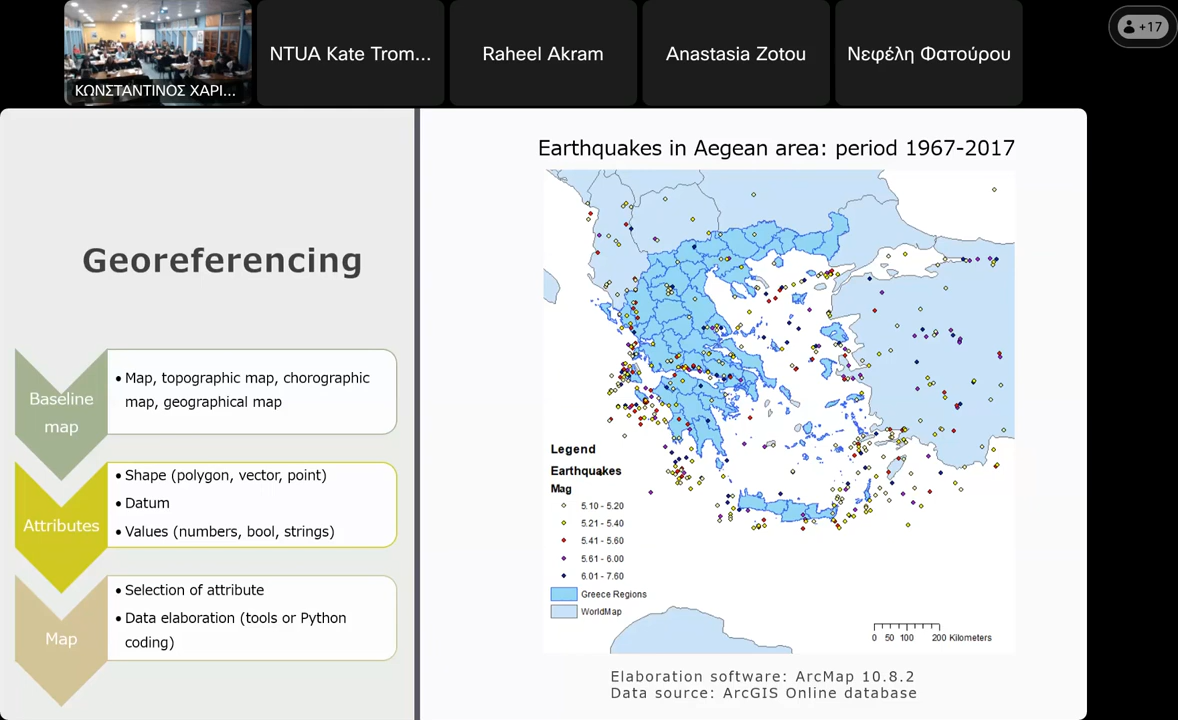 ΚΩΝΣΤΑΝΤΙΝΟΣ ΧΑΡΙ...
NTUA Kate Trom...
Raheel Akram
Anastasia Zotou
Νεφέλη Φατούρου
+17
Georeferencing
Baseline
map
• Map, topographic map, chorographic
map, geographical map
Attributes
• Shape (polygon, vector, point)
• Datum
• Values (numbers, bool, strings)
Map
• Selection of attribute
• Data elaboration (tools or Python
coding)
Earthquakes in Aegean area: period 1967-2017
Legend
Earthquakes
Mag
5.10 - 5.20
5.21 - 5.40
5.41 - 5.60
5.61 - 6.00
6.01 - 7.60
Greece Regions
WorldMap
0 50 100 200 Kilometers
Elaboration software: ArcMap 10.8.2
Data source: ArcGIS Online database